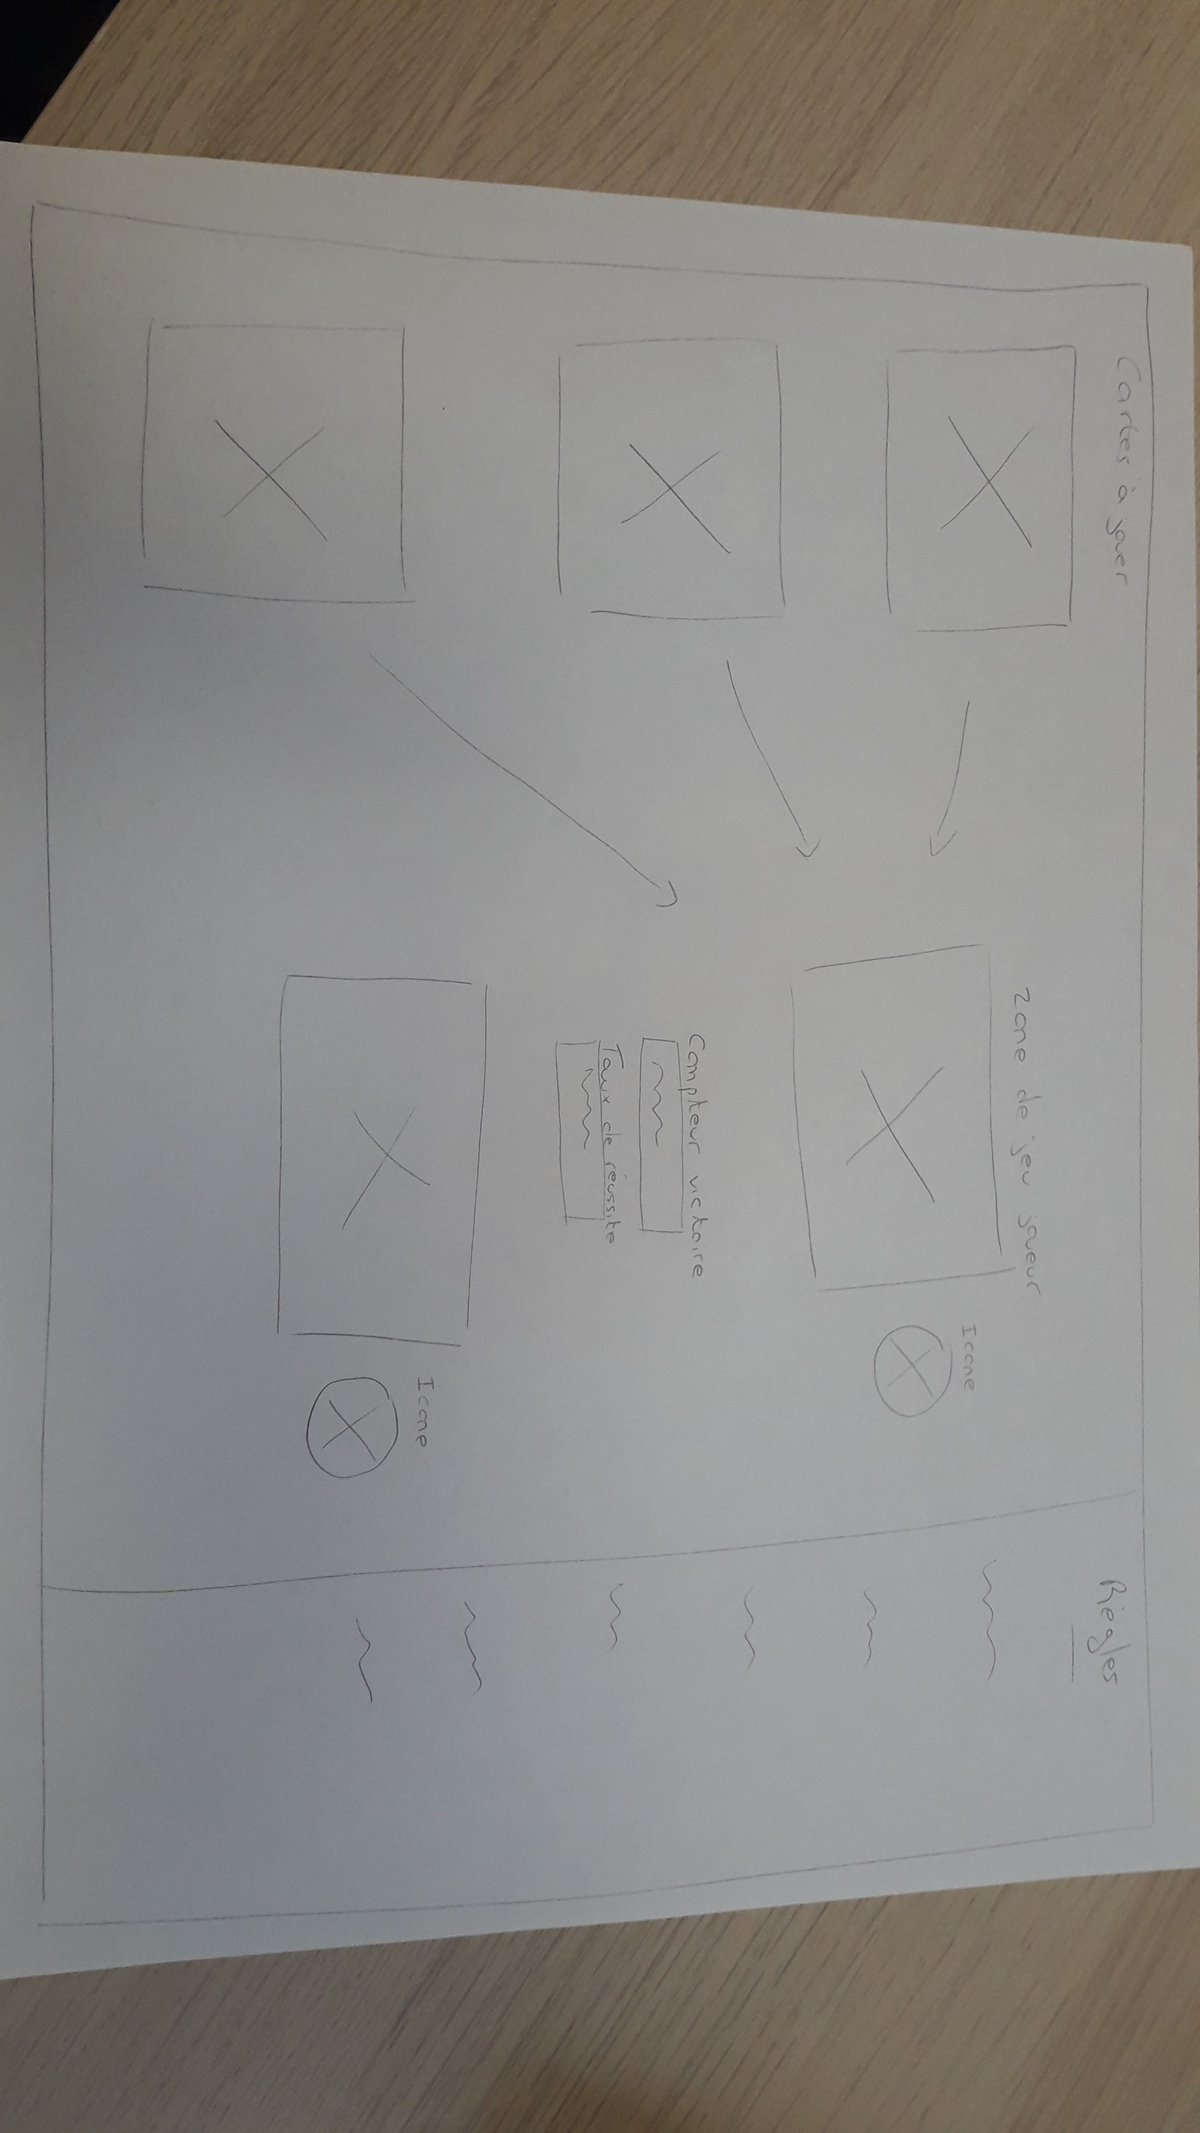 Cartes à jouer
Zone de jeu joueur
Icone
Compteur victoire
Taux de réussite
Icone
Règles